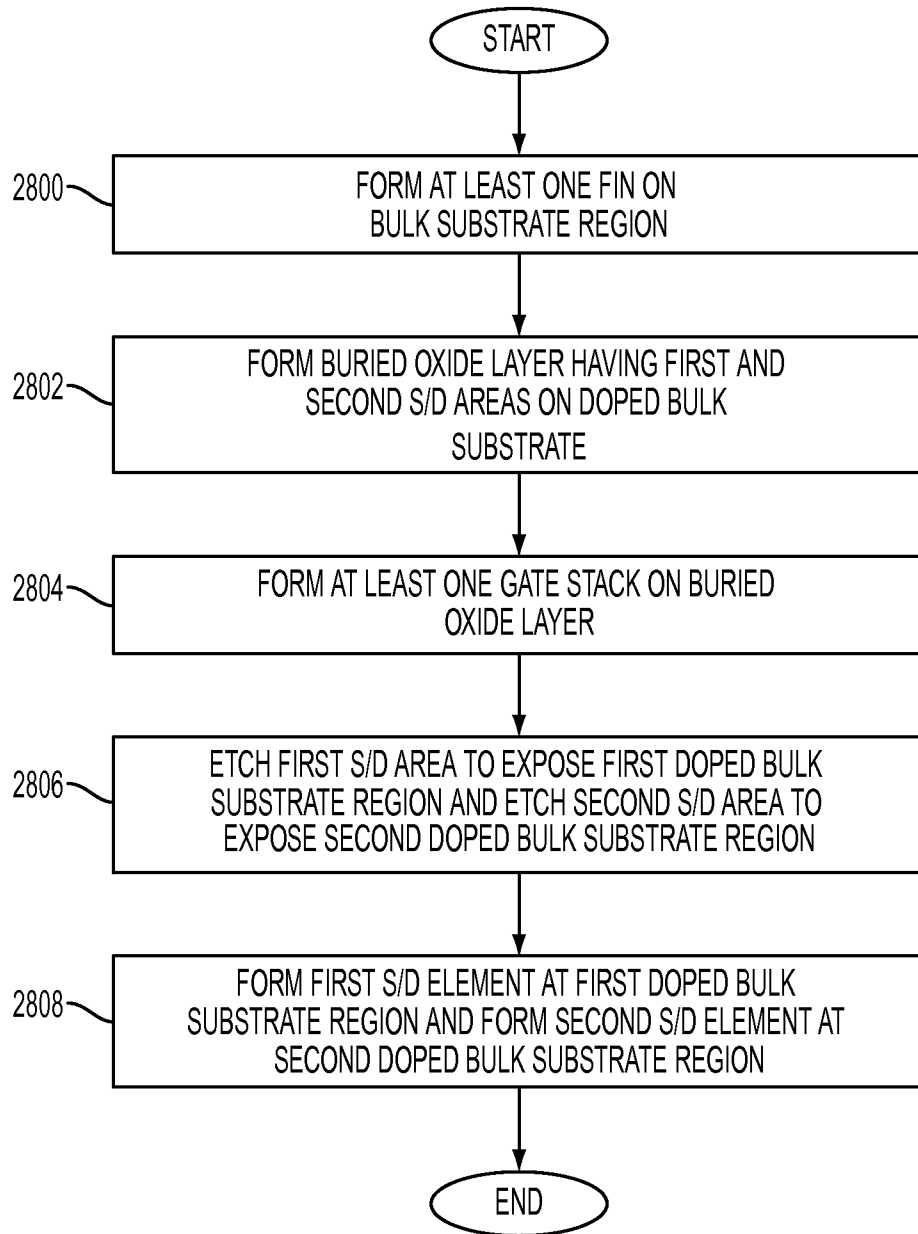 START
2800
FORM AT LEAST ONE FIN ON
BULK SUBSTRATE REGION
2802
FORM BURIED OXIDE LAYER HAVING FIRST AND
SECOND S/D AREAS ON DOPED BULK
SUBSTRATE
2804
FORM AT LEAST ONE GATE STACK ON BURIED
OXIDE LAYER
2806
ETCH FIRST S/D AREA TO EXPOSE FIRST DOPED BULK
SUBSTRATE REGION AND ETCH SECOND S/D AREA TO
EXPOSE SECOND DOPED BULK SUBSTRATE REGION
2808
FORM FIRST S/D ELEMENT AT FIRST DOPED BULK
SUBSTRATE REGION AND FORM SECOND S/D ELEMENT AT
SECOND DOPED BULK SUBSTRATE REGION
END